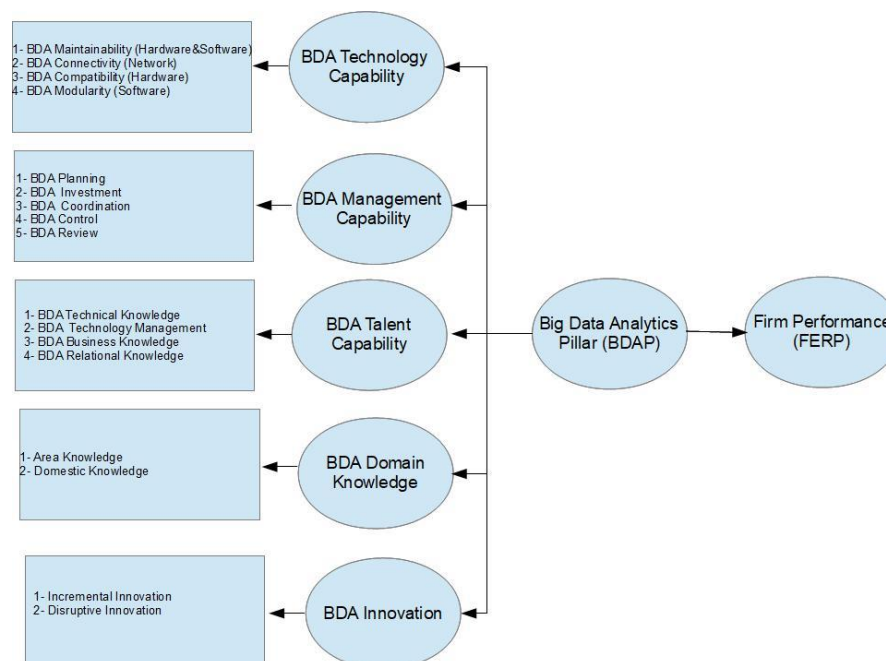 1- BDA Maintainability (Hardware&Software)
2- BDA Connectivity (Network)
3- BDA Compatibility (Hardware)
4- BDA Modularity (Software)
BDA Technology
Capability
1- BDA Planning
2- BDA Investment
3- BDA Coordination
4- BDA Control
5- BDA Review
BDA Management
Capability
1- BDA Technical Knowledge
2- BDA Technology Management
3- BDA Business Knowledge
4- BDA Relational Knowledge
BDA Talent
Capability
Big Data Analytics
Pillar (BDAP)
Firm Performance
(FERP)
1- Area Knowledge
2- Domestic Knowledge
BDA Domain
Knowledge
1- Incremental Innovation
2- Disruptive Innovation
BDA Innovation